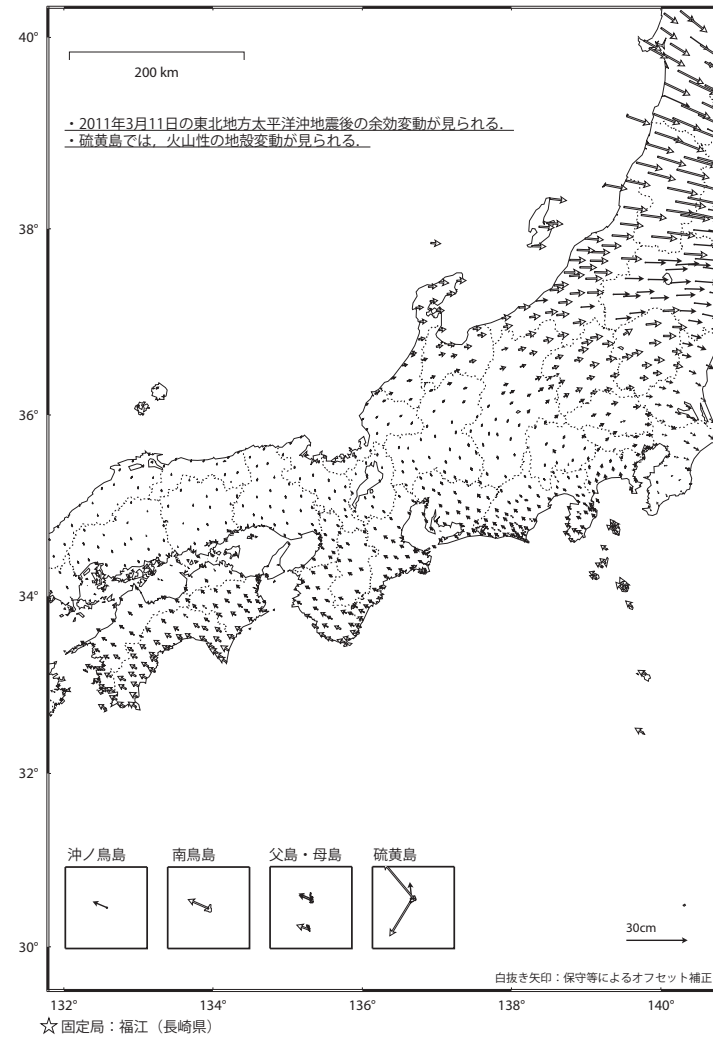 40°
200 km
・2011年3月11日の東北地方太平洋沖地震後の余効変動が見られる．
・硫黄島では，火山性の地殻変動が見られる．
38°
36°
34°
32°
沖ノ鳥島 南鳥島 父島・母島 硫黄島
30cm
30°
白抜き矢印：保守等によるオフセット補正
132° 134° 136° 138° 140°
☆ 固定局：福江（長崎県）